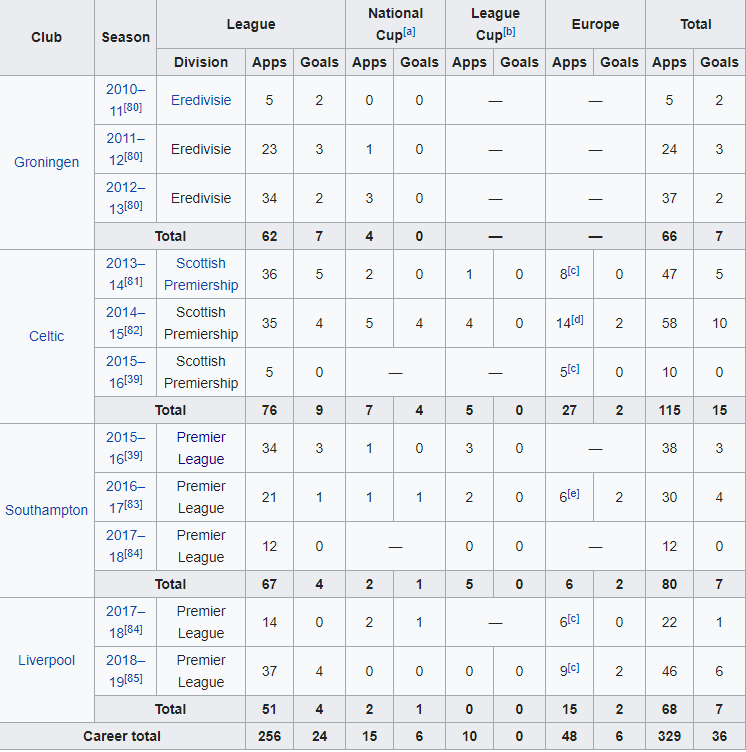 Club Season League National Cup[a] League Cup[b] Europe Total
Division Apps Goals Apps Goals Apps Goals Apps Goals Apps Goals
Groningen 2010–11[80] Eredivisie 5 2 0 0 — — 5 2
2011–12[80] Eredivisie 23 3 1 0 — — 24 3
2012–13[80] Eredivisie 34 2 3 0 — — 37 2
Total 62 7 4 0 — — 66 7
Celtic 2013–14[81] Scottish Premiership 36 5 2 0 1 0 8[c] 0 47 5
2014–15[82] Scottish Premiership 35 4 5 4 4 0 14[d] 2 58 10
2015–16[39] Scottish Premiership 5 0 — — 5[c] 0 10 0
Total 76 9 7 4 5 0 27 2 115 15
Southampton 2015–16[39] Premier League 34 3 1 0 3 0 — 38 3
2016–17[83] Premier League 21 1 1 1 2 0 6[e] 2 30 4
2017–18[84] Premier League 12 0 — 0 0 — 12 0
Total 67 4 2 1 5 0 6 2 80 7
Liverpool 2017–18[84] Premier League 14 0 2 1 — 6[c] 0 22 1
2018–19[85] Premier League 37 4 0 0 0 0 9[c] 2 46 6
Total 51 4 2 1 0 0 15 2 68 7
Career total 256 24 15 6 10 0 48 6 329 36